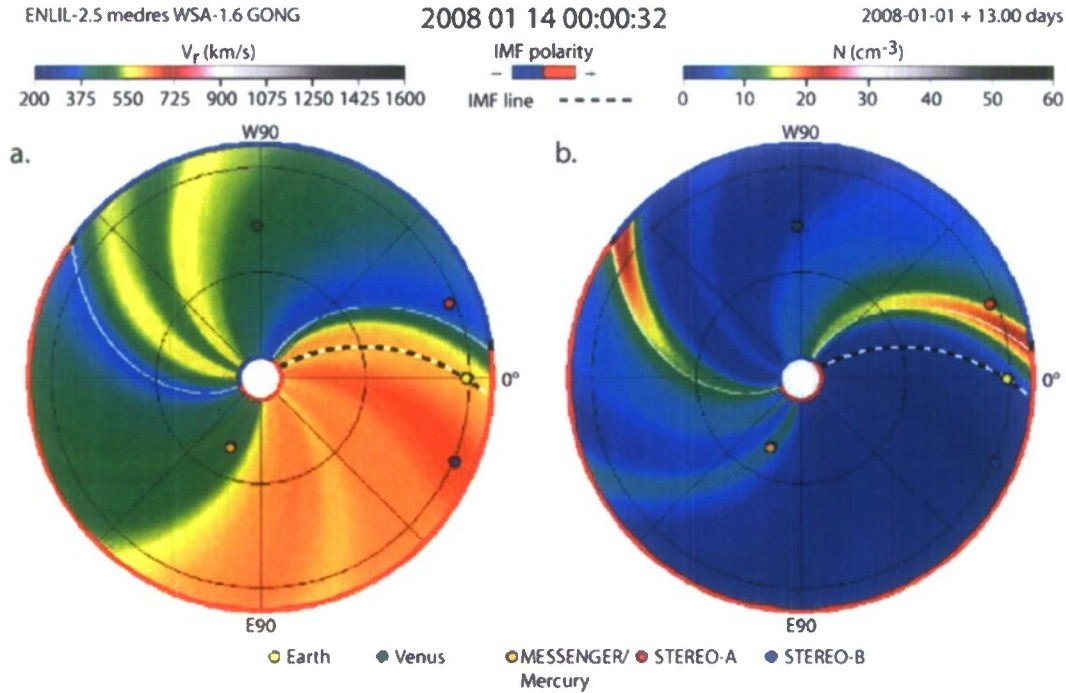 ENLIL-2.5 medres WSA-1.6 GONG
2008 01 14 00:00:32
2008-01-01 + 13.00 days
Vr (km/s)
200 375 550 725 900 1075 1250 1425 1600
IMF polarity
- +
IMF line
N (cm-3)
0 10 20 30 40 50 60
a.
W90
0°
E90
b.
W90
0°
E90
Earth
Venus
MESSENGER/
Mercury
STEREO-A
STEREO-B